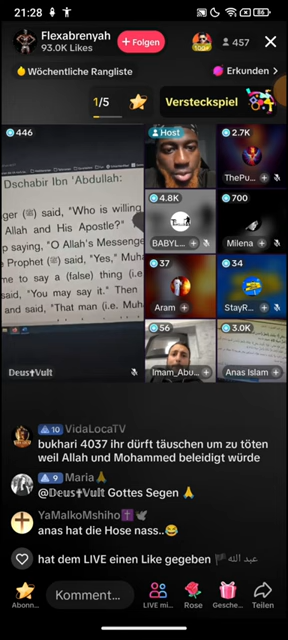 21:28
86
Flexabrenyah
93.0K Likes
+ Folgen
457
Wöchentliche Rangliste
Erkunden >
1/5
Versteckspiel
446
Dschabir Ibn 'Abdullah:
ger (ﷺ) said, "Who is willing
Allah and His Apostle?"
p saying, "O Allah's Messenge
e Prophet (ﷺ) said, "Yes," Muha
me to say a (false) thing (i.e
said, "You may say it." Then
and said, "That man (i.e. Muh
𝔻𝕖𝕦𝕤✝𝕍𝕦𝕝𝕥
Host
2.7K
ThePu...
4.8K
BABYL...
700
Milena
37
Aram
34
StayR...
56
Imam_Abu...
3.0K
Anas Islam
10 VidaLocaTV
bukhari 4037 ihr dürft täuschen um zu töten
weil Allah und Mohammed beleidigt würde
9 Maria🙏
@𝔻𝕖𝕦𝕤✝𝕍𝕦𝕝𝕥 Gottes Segen 🙏
YaMalkoMshiho✝️🕊
anas hat die Hose nass..😂
عبد الله 🏴 hat dem LIVE einen Like gegeben
Abonn...
Komment...
LIVE mi...
Rose
Gesche...
Teilen